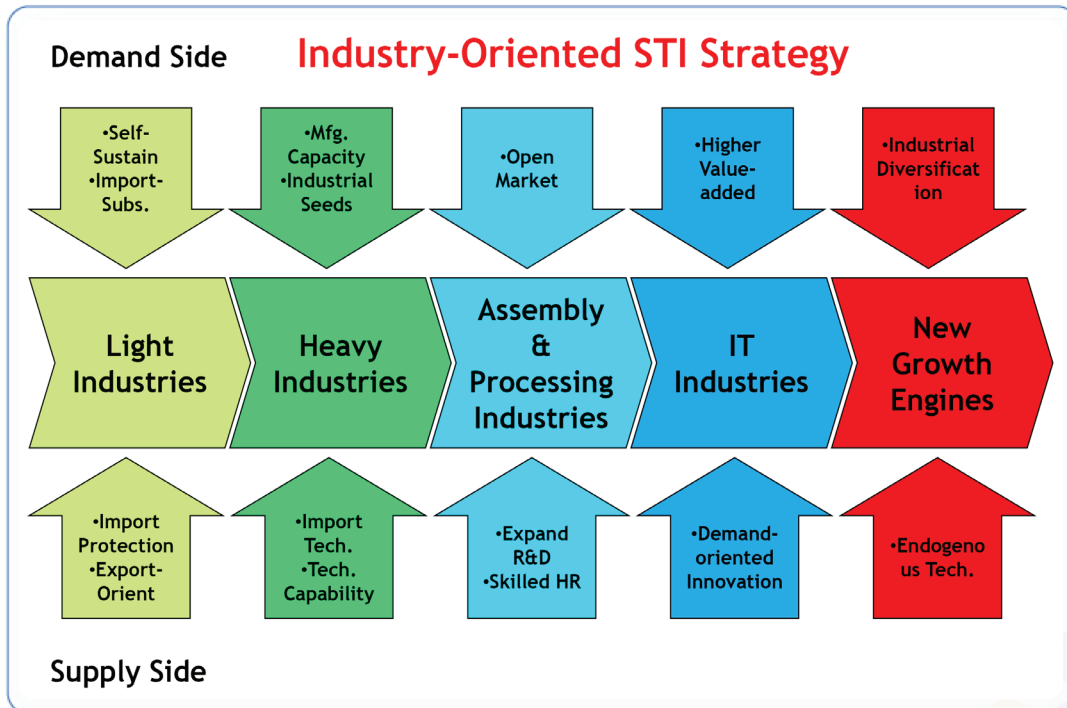 Demand Side
Industry-Oriented STI Strategy
•Self-
Sustain
•Import-
Subs.
•Mfg.
Capacity
•Industrial
Seeds
•Open
Market
•Higher
Value-
added
•Industrial
Diversificat
ion
Light
Industries
Heavy
Industries
Assembly
&
Processing
Industries
IT
Industries
New
Growth
Engines
•Import
Protection
•Export-
Orient
•Import
Tech.
•Tech.
Capability
•Expand
R&D
•Skilled HR
•Demand-
oriented
Innovation
•Endogeno
us Tech.
Supply Side